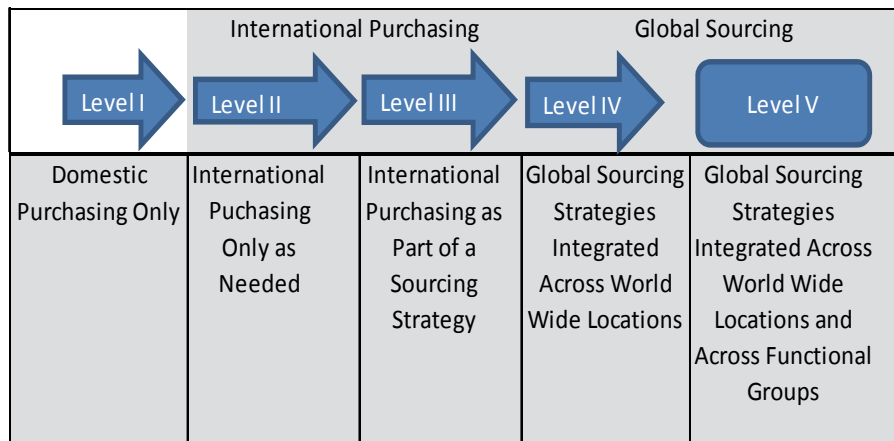 International Purchasing
Global Sourcing
Level I
Level II
Level III
Level IV
Level V
Domestic
Purchasing Only
International
Puchasing
Only as
Needed
International
Purchasing as
Part of a
Sourcing
Strategy
Global Sourcing
Strategies
Integrated
Across World
Wide Locations
Global Sourcing
Strategies
Integrated Across
World Wide
Locations and
Across Functional
Groups